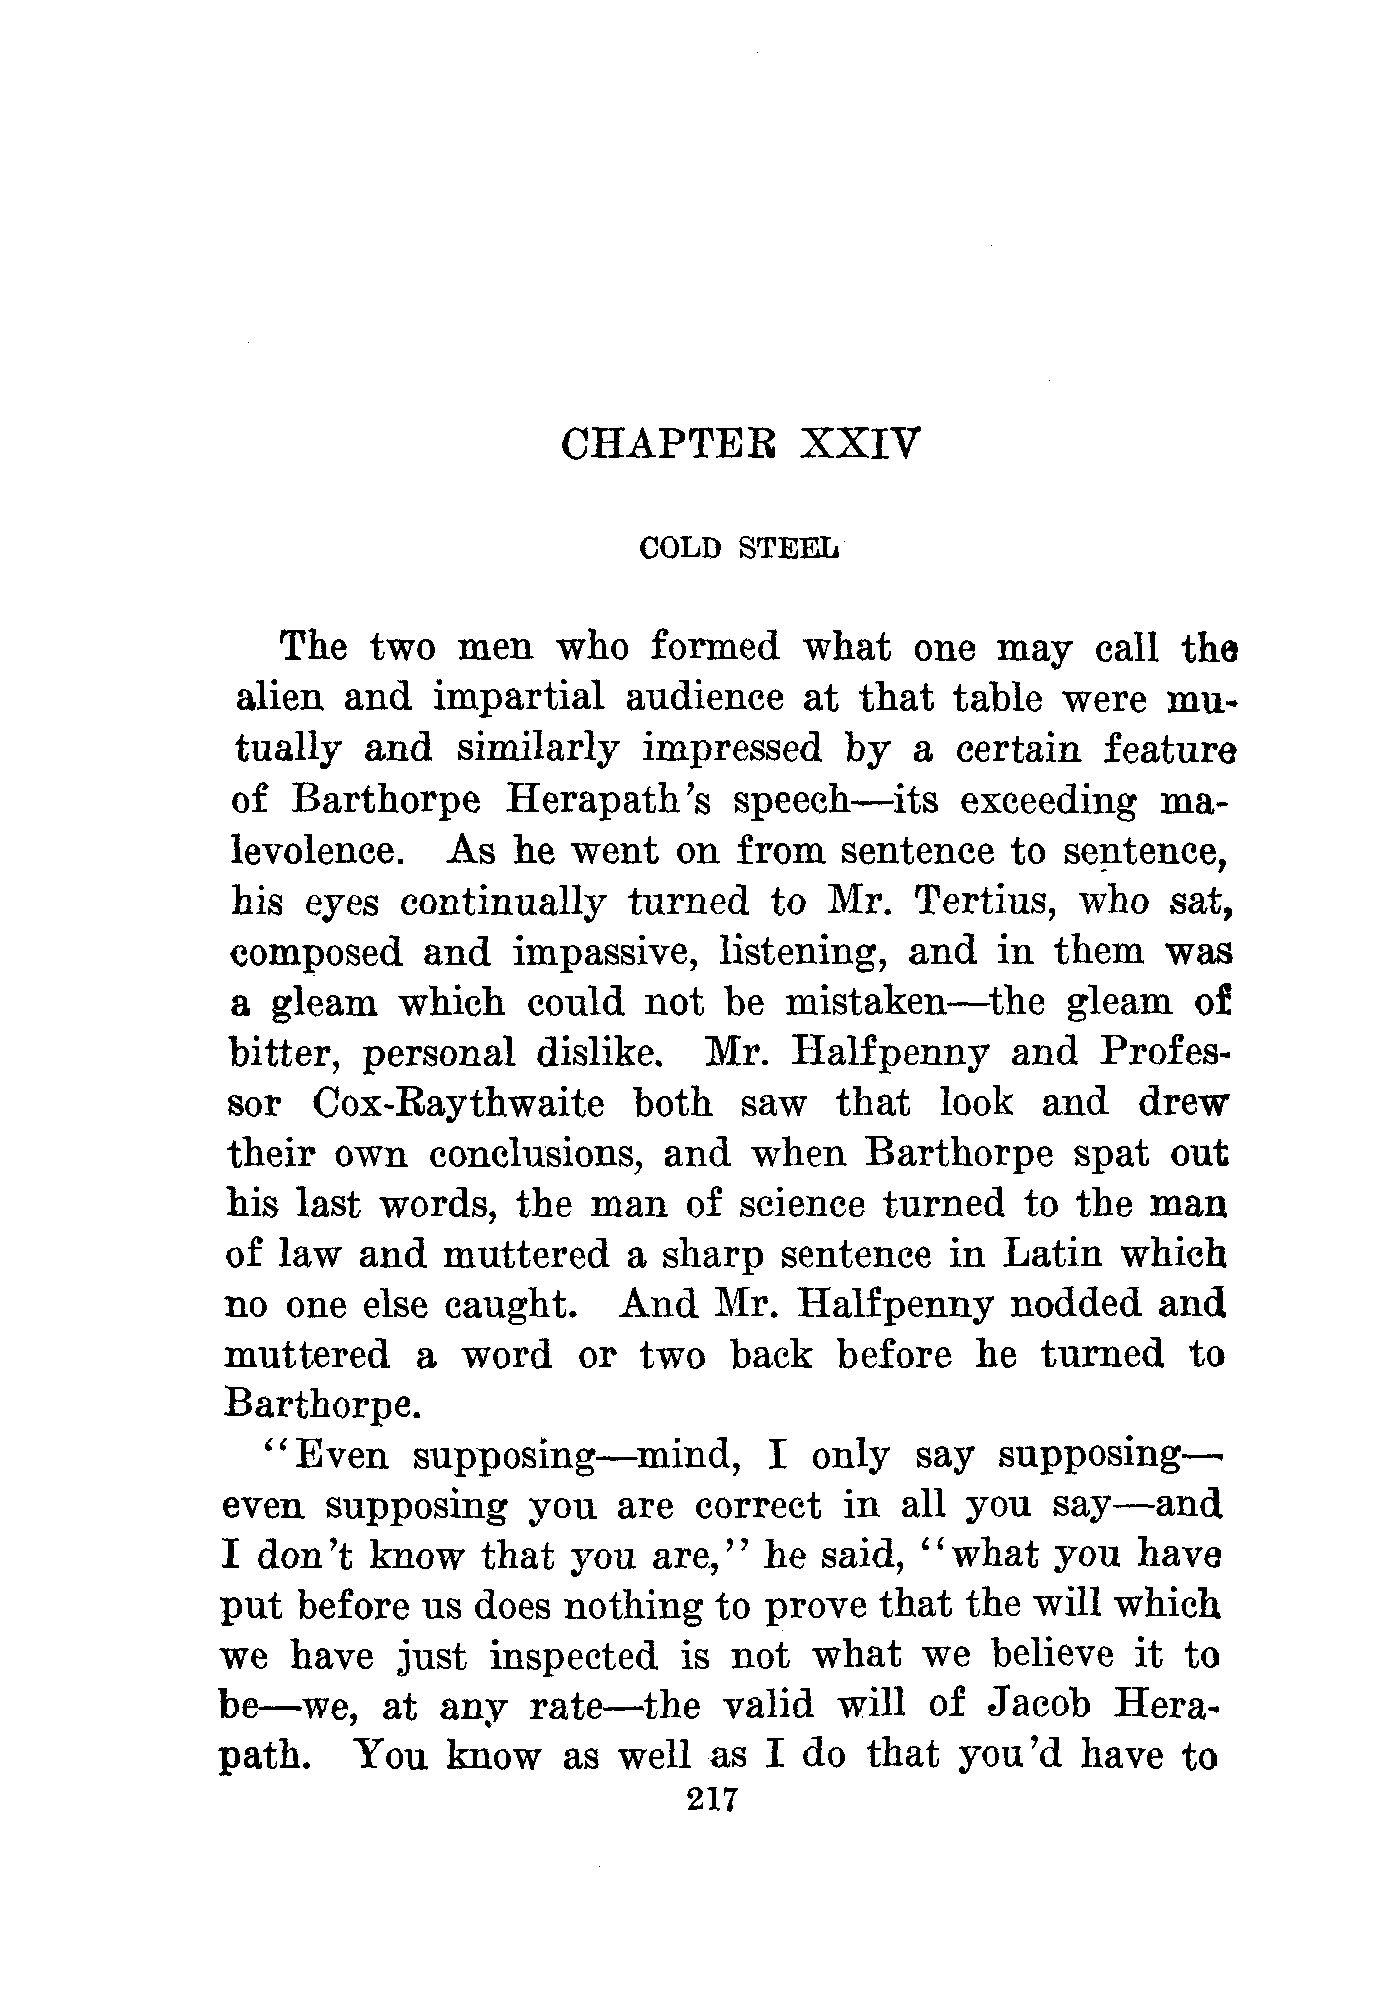 CHAPTER XXIV
COLD STEEL
The two men who formed what one may call the
alien and impartial audience at that table were mu-
tually and similarly impressed by a certain feature
of Barthorpe Herapath's speech—its exceeding ma-
levolence. As he went on from sentence to sentence,
his eyes continually turned to Mr. Tertius, who sat,
composed and impassive, listening, and in them was
a gleam which could not be mistaken—the gleam of
bitter, personal dislike. Mr. Halfpenny and Profes-
sor Cox-Raythwaite both saw that look and drew
their own conclusions, and when Barthorpe spat out
his last words, the man of science turned to the man
of law and muttered a sharp sentence in Latin which
no one else caught. And Mr. Halfpenny nodded and
muttered a word or two back before he turned to
Barthorpe.
"Even supposing—mind, I only say supposing—
even supposing you are correct in all you say—and
I don't know that you are," he said, "what you have
put before us does nothing to prove that the will which
we have just inspected is not what we believe it to
be—we, at any rate—the valid will of Jacob Hera-
path. You know as well as I do that you'd have to
217